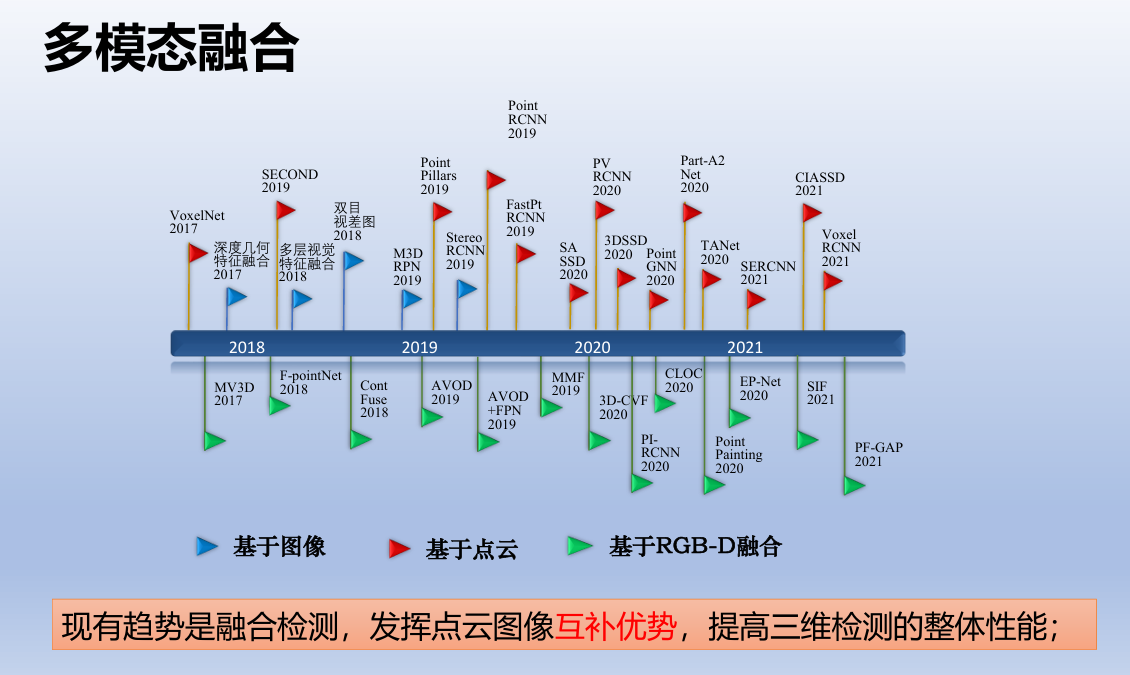 多模态融合
Point
RCNN
2019
SECOND
2019
Point
Pillars
2019
PV
RCNN
2020
Part-A2
Net
2020
CIASSD
2021
VoxelNet
2017
双目
视差图
2018
FastPt
RCNN
2019
深度几何
特征融合
2017
多层视觉
特征融合
2018
M3D
RPN
2019
Stereo
RCNN
2019
SA
SSD
2020
3DSSD
2020
Point
GNN
2020
TANet
2020
SERCNN
2021
Voxel
RCNN
2021
2018
2019
2020
2021
MV3D
2017
F-pointNet
2018
Cont
Fuse
2018
AVOD
2019
AVOD
+FPN
2019
MMF
2019
3D-CVF
2020
PI-
RCNN
2020
CLOC
2020
Point
Painting
2020
EP-Net
2020
SIF
2021
PF-GAP
2021
基于图像
基于点云
基于RGB-D融合
现有趋势是融合检测，发挥点云图像互补优势，提高三维检测的整体性能；